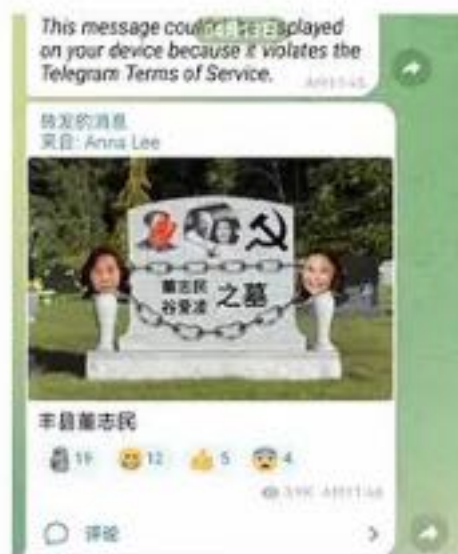 This message couldn't be displayed
on your device because it violates the
Telegram Terms of Service.
转发的消息
来自: Anna Lee
董志民
谷爱凌 之墓
丰县董志民
19 12 5 4
评论